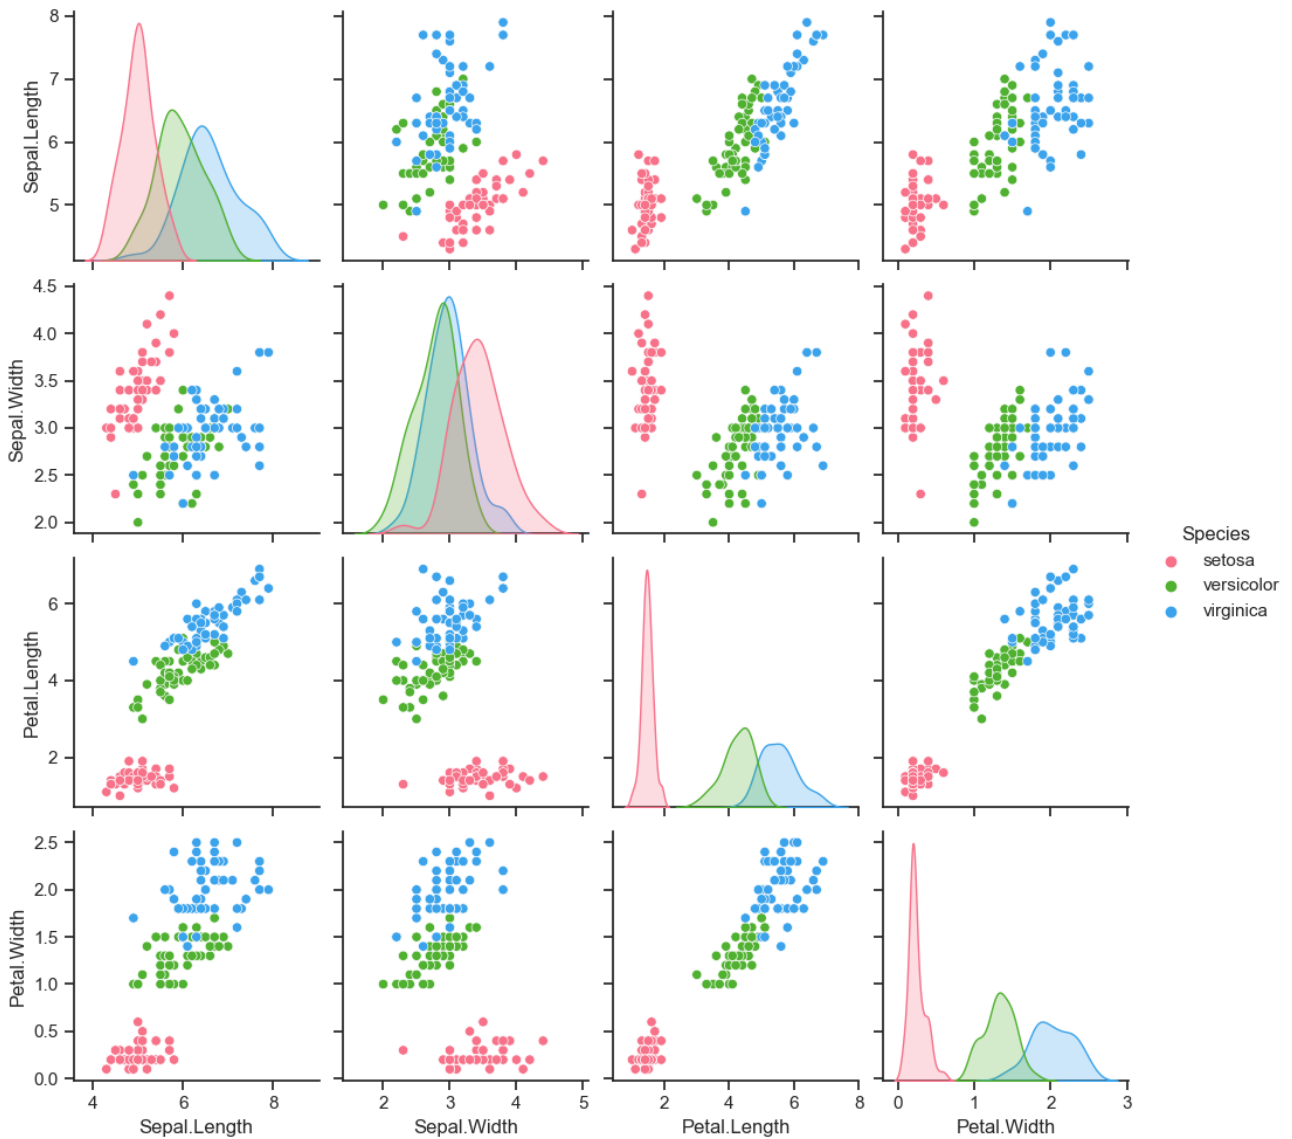 8
7
6
5
Sepal.Length
4.5
4.0
3.5
3.0
2.5
2.0
Sepal.Width
Species
setosa
versicolor
virginica
6
4
2
Petal.Length
2.5
2.0
1.5
1.0
0.5
0.0
Petal.Width
4 6 8 2 3 4 5 2 4 6 8 0 1 2 3
Sepal.Length Sepal.Width Petal.Length Petal.Width